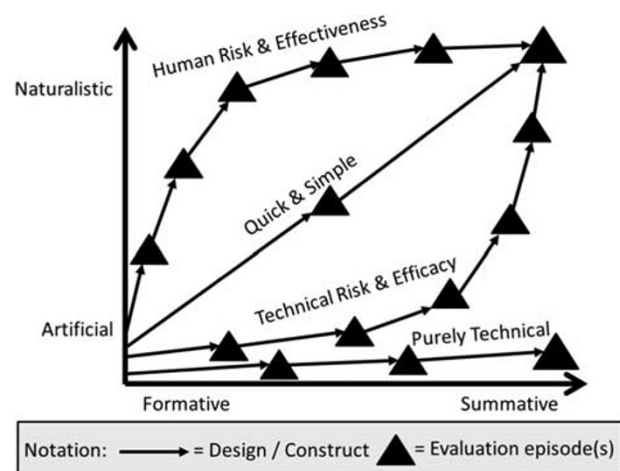 Human Risk & Effectiveness
Naturalistic
Quick & Simple
Technical Risk & Efficacy
Artificial
Purely Technical
Formative
Summative
Notation:
= Design / Construct
= Evaluation episode(s)